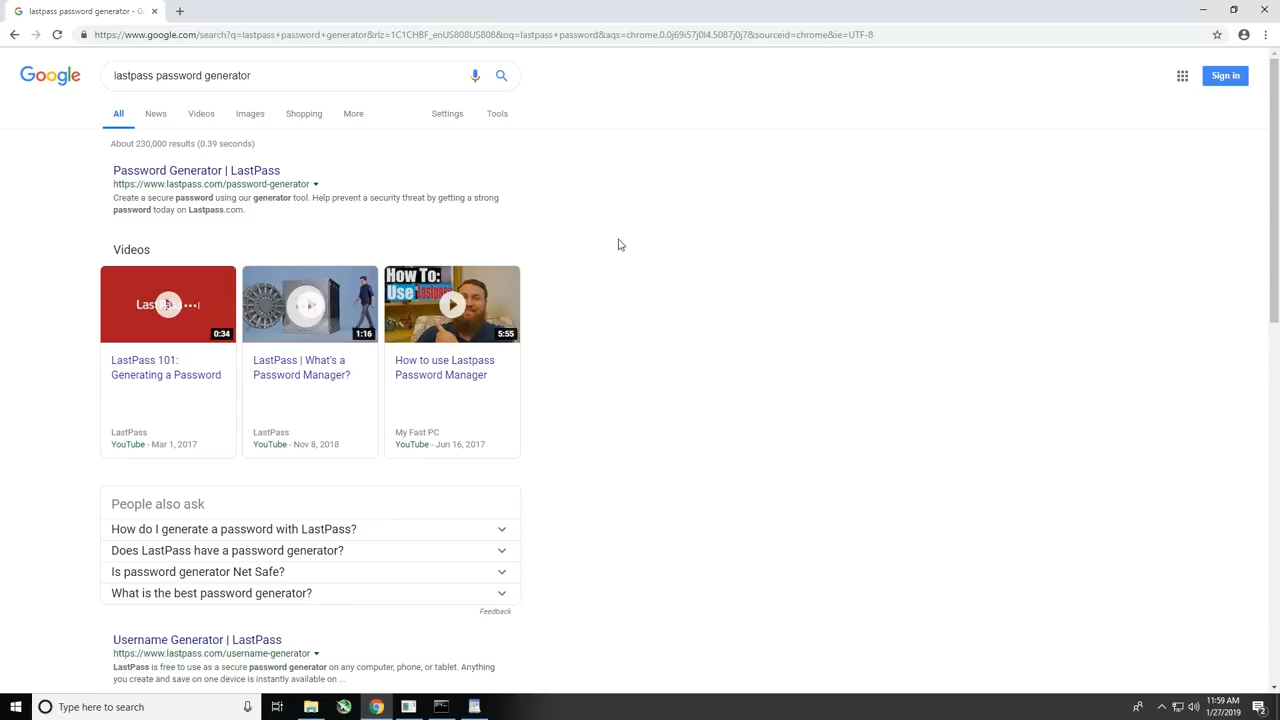 lastpass password generator - G
https://www.google.com/search?q=lastpass+password+generator&rlz=1C1CHBF_enUS808US808&oq=lastpass+password&aqs=chrome.0.0j69i57j0l4.5087j0j7&sourceid=chrome&ie=UTF-8
Google
lastpass password generator
Sign in
All News Videos Images Shopping More Settings Tools
About 230,000 results (0.39 seconds)
Password Generator | LastPass
https://www.lastpass.com/password-generator
Create a secure password using our generator tool. Help prevent a security threat by getting a strong
password today on Lastpass.com.
Videos
LastPass
0:34
1:16
How To:
Use Lastpass
5:55
LastPass 101:
Generating a Password
LastPass
YouTube - Mar 1, 2017
LastPass | What's a
Password Manager?
LastPass
YouTube - Nov 8, 2018
How to use Lastpass
Password Manager
My Fast PC
YouTube - Jun 16, 2017
People also ask
How do I generate a password with LastPass?
Does LastPass have a password generator?
Is password generator Net Safe?
What is the best password generator?
Feedback
Username Generator | LastPass
https://www.lastpass.com/username-generator
LastPass is free to use as a secure password generator on any computer, phone, or tablet. Anything
you create and save on one device is instantly available on ...
Type here to search
11:59 AM
1/27/2019
2